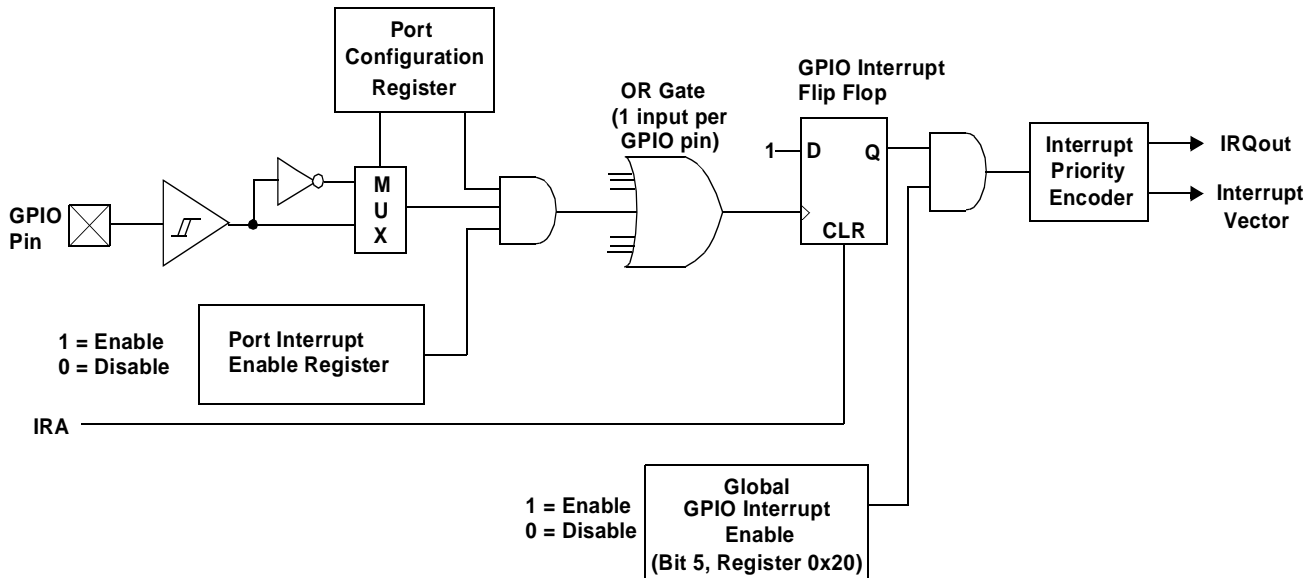 Port
Configuration
Register
GPIO Interrupt
Flip Flop
OR Gate
(1 input per
GPIO pin)
1
D
Q
CLR
Interrupt
Priority
Encoder
IRQout
Interrupt
Vector
M
U
X
GPIO
Pin
1 = Enable
0 = Disable
Port Interrupt
Enable Register
IRA
1 = Enable
0 = Disable
Global
GPIO Interrupt
Enable
(Bit 5, Register 0x20)